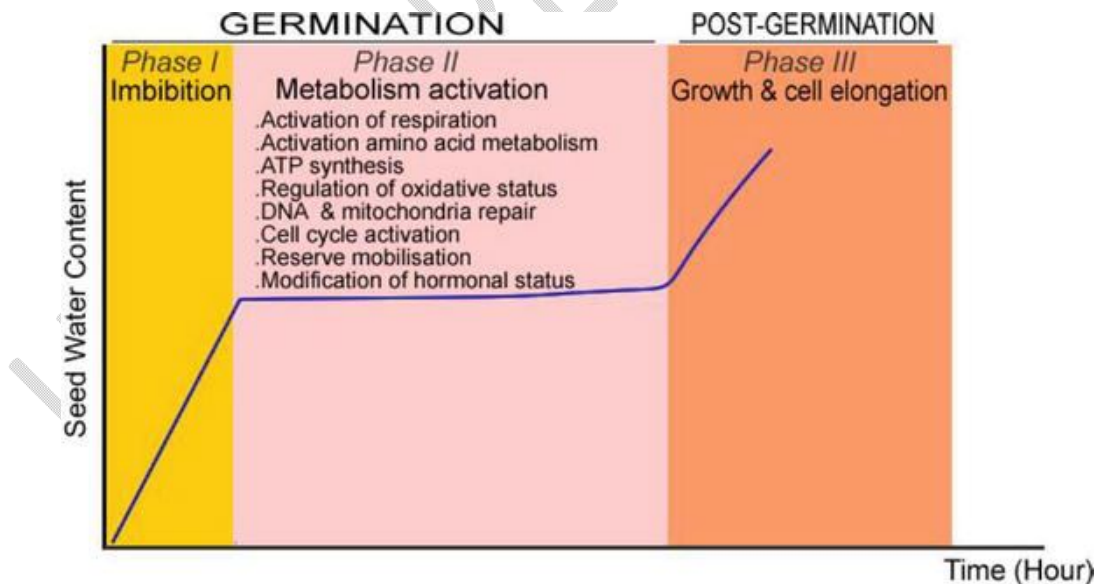 GERMINATION
POST-GERMINATION
Phase I
Imbibition
Phase II
Metabolism activation
.Activation of respiration
.Activation amino acid metabolism
.ATP synthesis
.Regulation of oxidative status
.DNA & mitochondria repair
.Cell cycle activation
.Reserve mobilisation
.Modification of hormonal status
Phase III
Growth & cell elongation
Seed Water Content
Time (Hour)